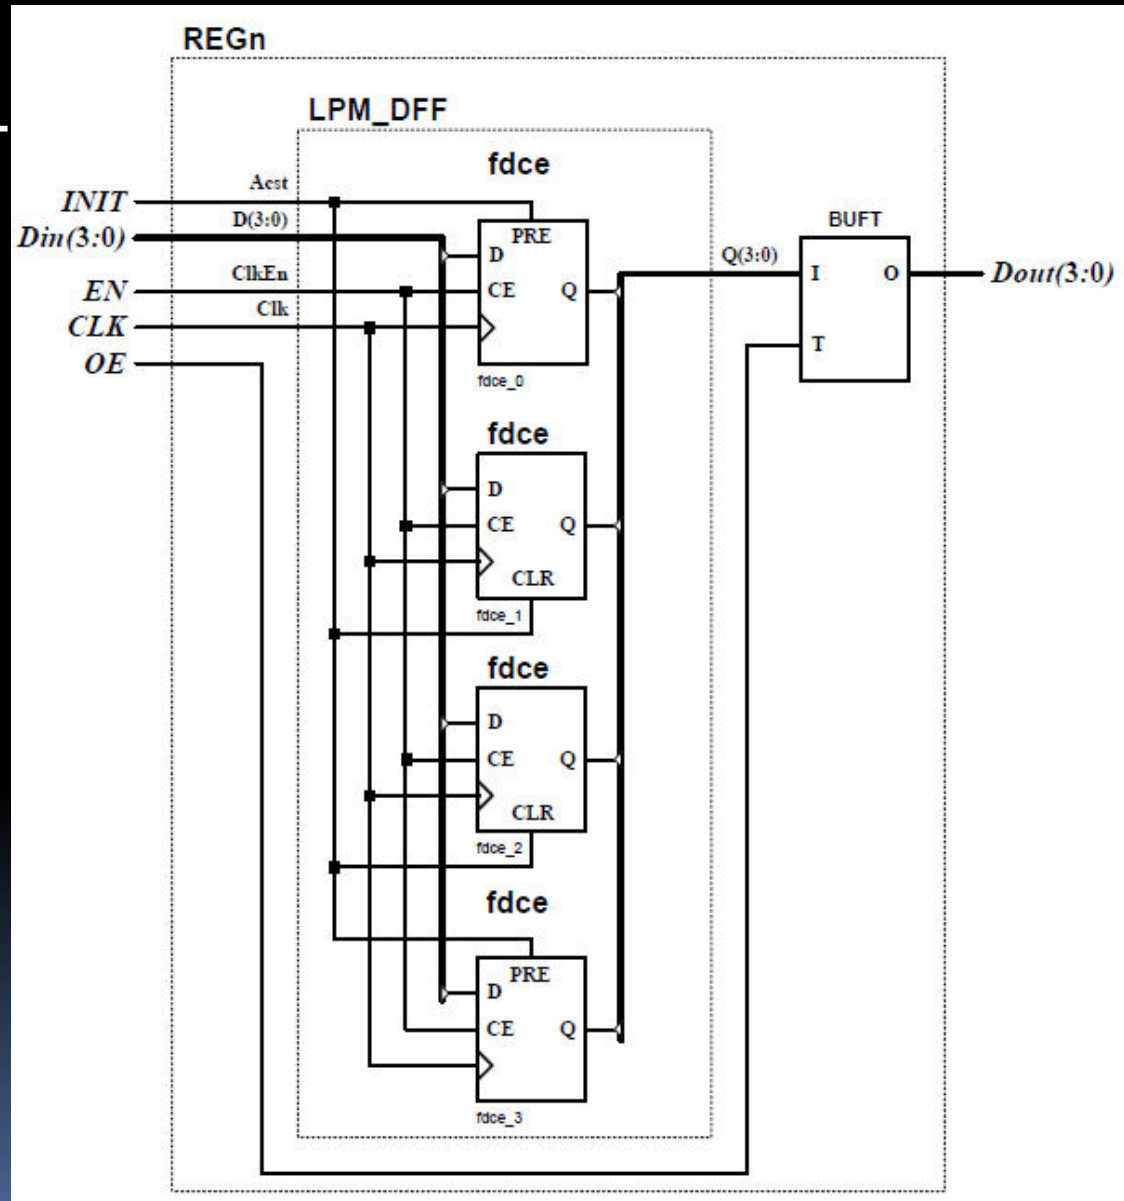 REGn
LPM_DFF
fdce
INIT
Acst
PRE
Din(3:0)
D(3:0)
D
EN
ClkEn
CE
Q
CLK
Clk
OE
fdce_0
Q(3:0)
BUFT
I
O
T
Dout(3:0)
fdce
D
CE
Q
CLR
fdce_1
fdce
D
CE
Q
CLR
fdce_2
fdce
PRE
D
CE
Q
fdce_3